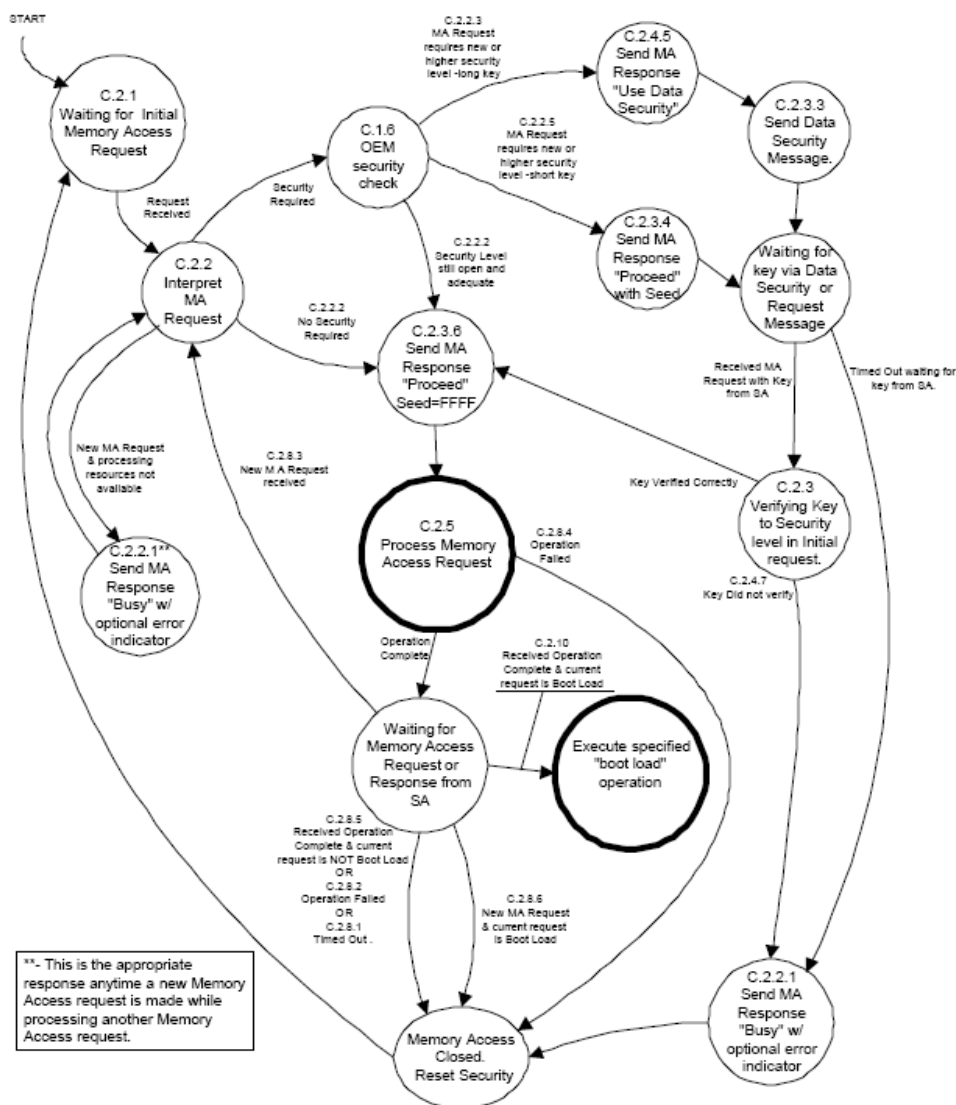 START
C.2.1
Waiting for Initial
Memory Access
Request
Request
Received
C.2.2
Interpret
MA
Request
Security
Required
C.1.6
OEM
security
check
C.2.2.3
MA Request
requires new or
higher security
level -long key
C.2.4.5
Send MA
Response
"Use Data
Security"
C.2.3.3
Send Data
Security
Message.
C.2.2.5
MA Request
requires new or
higher security
level -short key
C.2.3.4
Send MA
Response
"Proceed"
with Seed
Waiting for
key via Data
Security or
Request
Message
C.2.2.2
Security Level
still open and
adequate
C.2.2.2
No Security
Required
C.2.3.6
Send MA
Response
"Proceed"
Seed=FFFF
Received MA
Request with Key
from SA
Timed Out waiting for
key from SA.
New MA Request
& processing
resources not
available
C.2.8.3
New M A Request
received
Key Verified Correctly
C.2.3
Verifying Key
to Security
level in Initial
request.
C.2.5
Process Memory
Access Request
C.2.8.4
Operation
Failed
C.2.4.7
Key Did not verify
C.2.2.1**
Send MA
Response
"Busy" w/
optional error
indicator
Operation
Complete
C.2.10
Received Operation
Complete & current
request is Boot Load
Waiting for
Memory Access
Request or
Response from
SA
Execute specified
"boot load"
operation
C.2.8.5
Received Operation
Complete & current
request is NOT Boot Load
OR
C.2.8.2
Operation Failed
OR
C.2.8.1
Timed Out .
C.2.8.6
New MA Request
& current request
is Boot Load
**- This is the appropriate
response anytime a new Memory
Access request is made while
processing another Memory
Access request.
Memory Access
Closed.
Reset Security
C.2.2.1
Send MA
Response
"Busy" w/
optional error
indicator